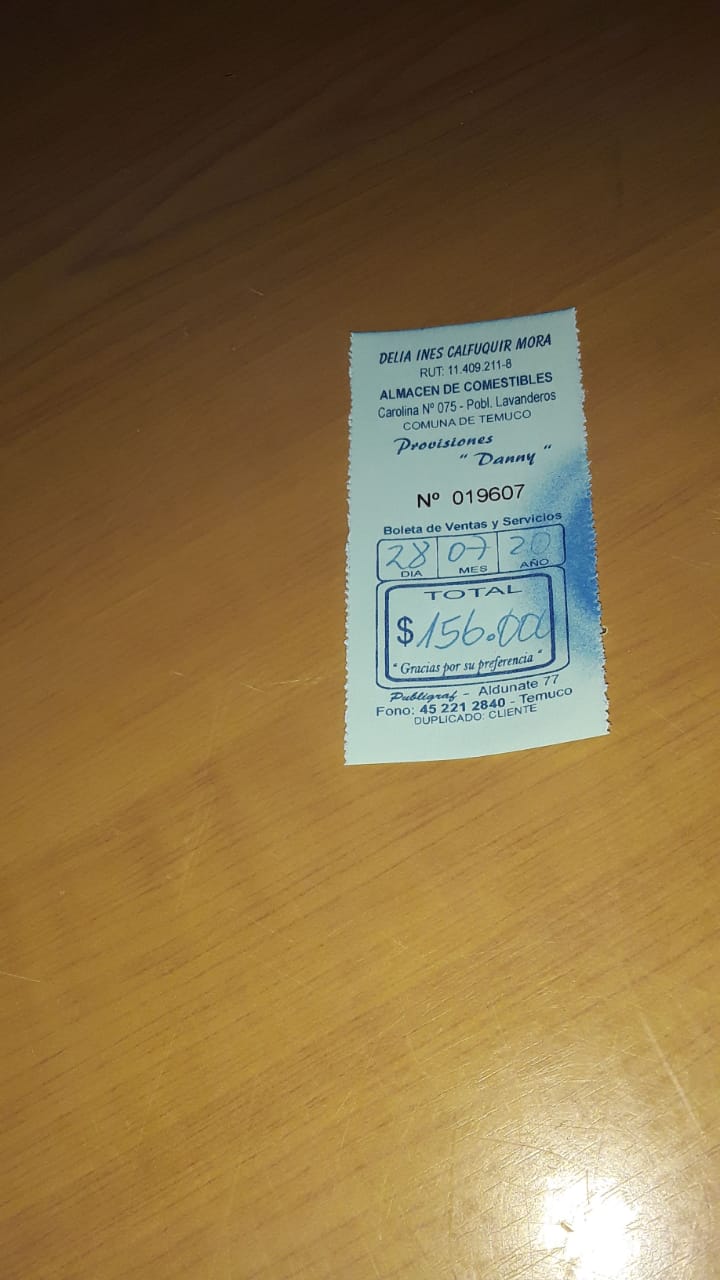 DELIA INES CALFUQUIR MORA
RUT: 11.409.211-8
ALMACEN DE COMESTIBLES
Carolina Nº 075 - Pobl. Lavanderos
COMUNA DE TEMUCO
Provisiones
" Danny "
Nº 019607
Boleta de Ventas y Servicios
28 07 20
DIA MES AÑO
TOTAL
$ 156.000
" Gracias por su preferencia "
Publigraf - Aldunate 77
Fono: 45 221 2840 - Temuco
DUPLICADO: CLIENTE